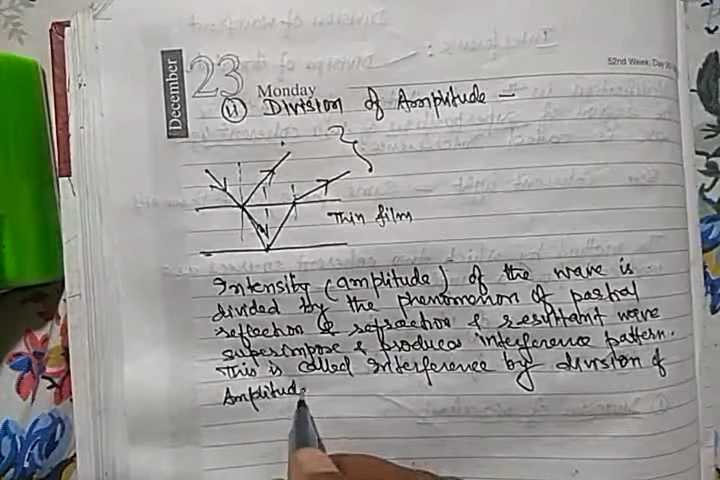 December
23
Monday
52nd Week, Day
(ii) Division of Amplitude -
Thin film
Intensity (amplitude) of the wave is
divided by the phenomenon of partial
reflection & refraction & resultant wave
superimpose & produces interference pattern.
This is called Interference by division of
Amplitude